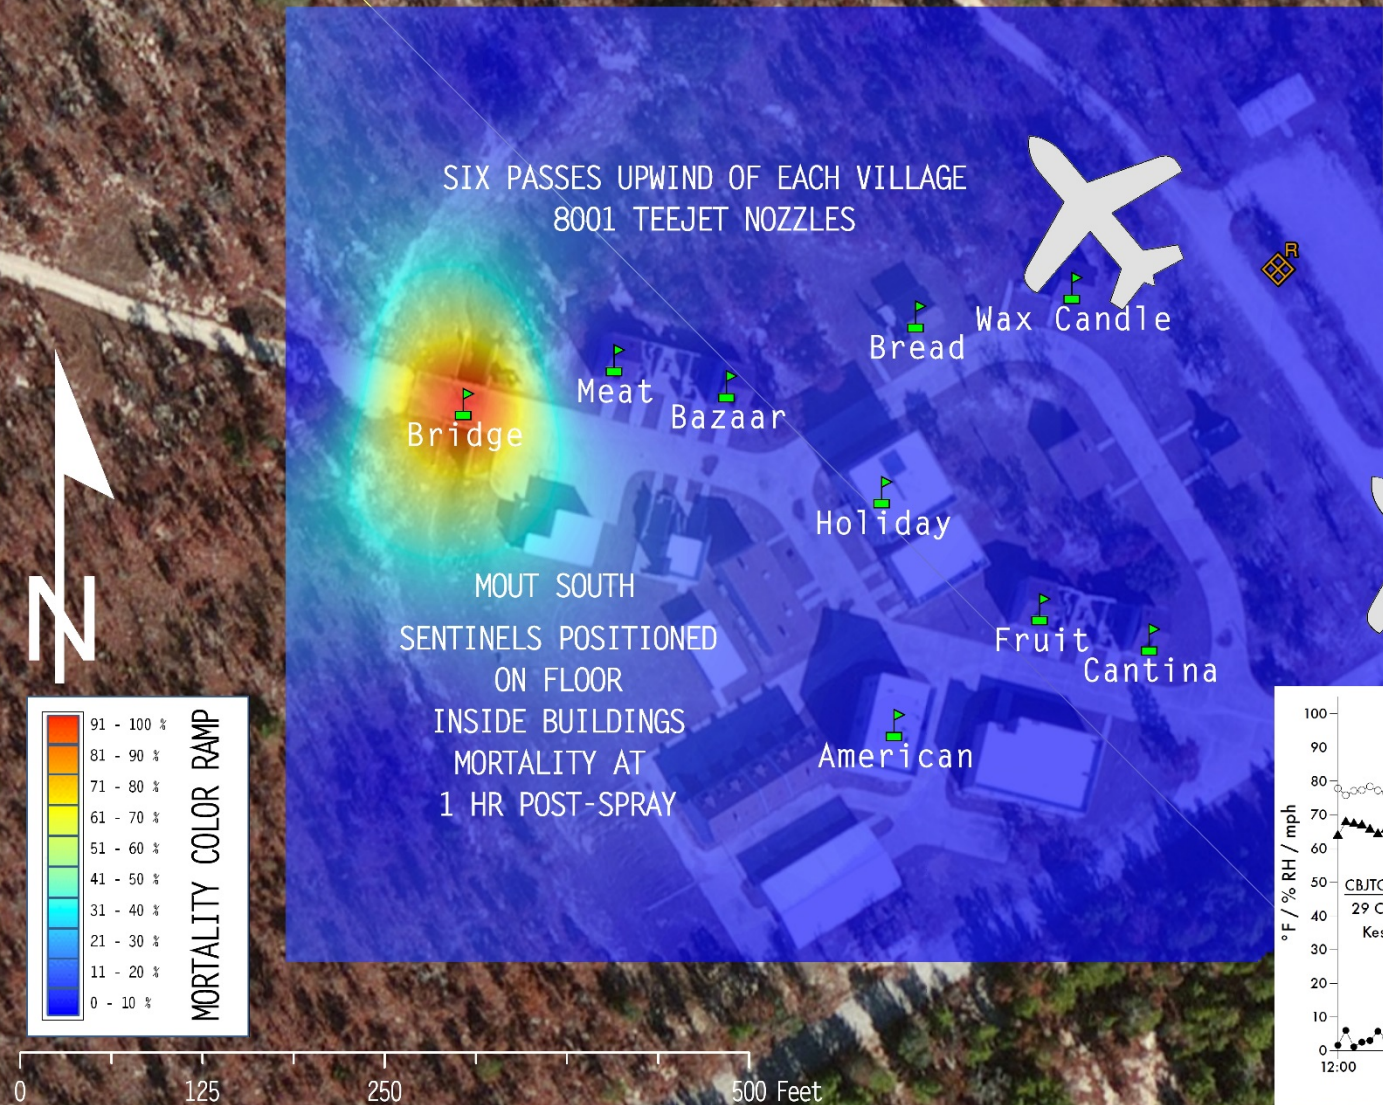 SIX PASSES UPWIND OF EACH VILLAGE
8001 TEEJET NOZZLES
R
Wax Candle
Bread
Meat
Bazaar
Bridge
Holiday
MOUT SOUTH
SENTINELS POSITIONED
ON FLOOR
INSIDE BUILDINGS
MORTALITY AT
1 HR POST-SPRAY
Fruit
Cantina
American
N
91 - 100 %
81 - 90 %
71 - 80 %
61 - 70 %
51 - 60 %
41 - 50 %
31 - 40 %
21 - 30 %
11 - 20 %
0 - 10 %
MORTALITY COLOR RAMP
0 125 250 500 Feet
°F / % RH / mph
100
90
80
70
60
50
40
30
20
10
0
12:00
29